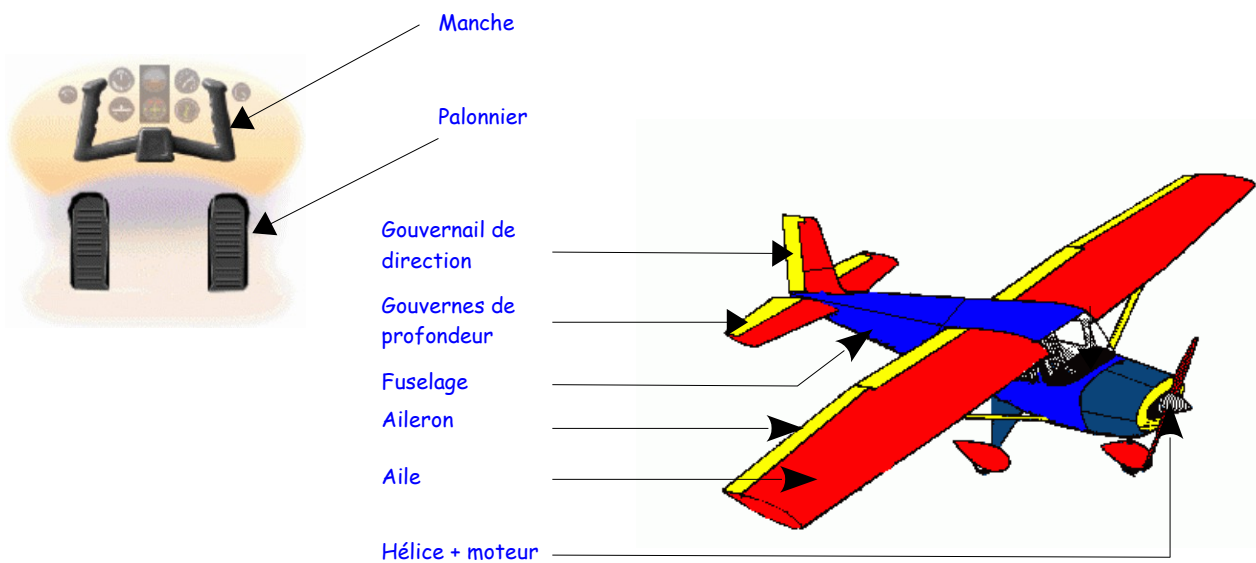 Manche
Palonnier
Gouvernail de
direction
Gouvernes de
profondeur
Fuselage
Aileron
Aile
Hélice + moteur